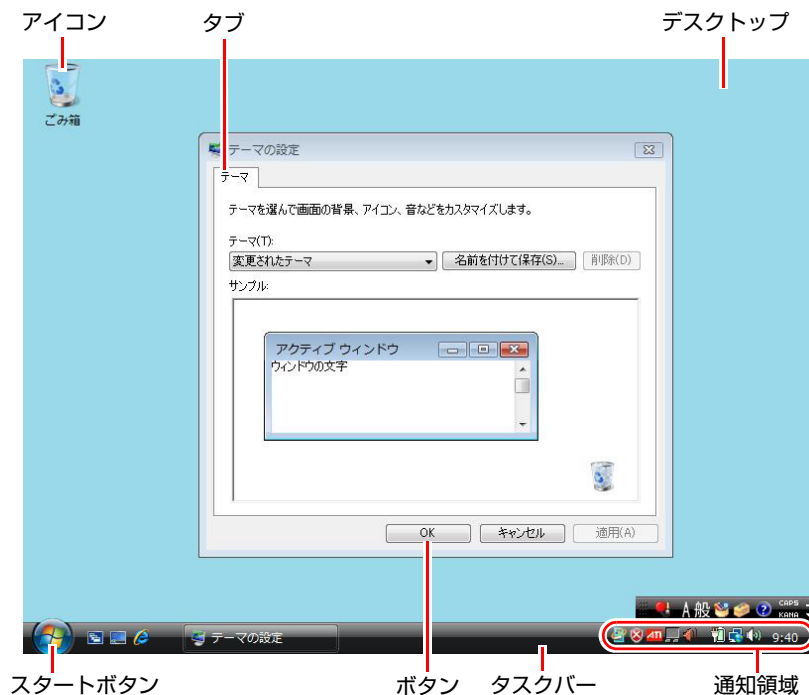 アイコン
タブ
デスクトップ
ごみ箱
テーマの設定
テーマ
テーマを選んで画面の背景、アイコン、音などをカスタマイズします。
テーマ(T):
変更されたテーマ
名前を付けて保存(S)...
削除(D)
サンプル:
アクティブ ウィンドウ
ウィンドウの文字
OK
キャンセル
適用(A)
A 般
CAPS
KANA
テーマの設定
ATI
9:40
スタートボタン
ボタン
タスクバー
通知領域